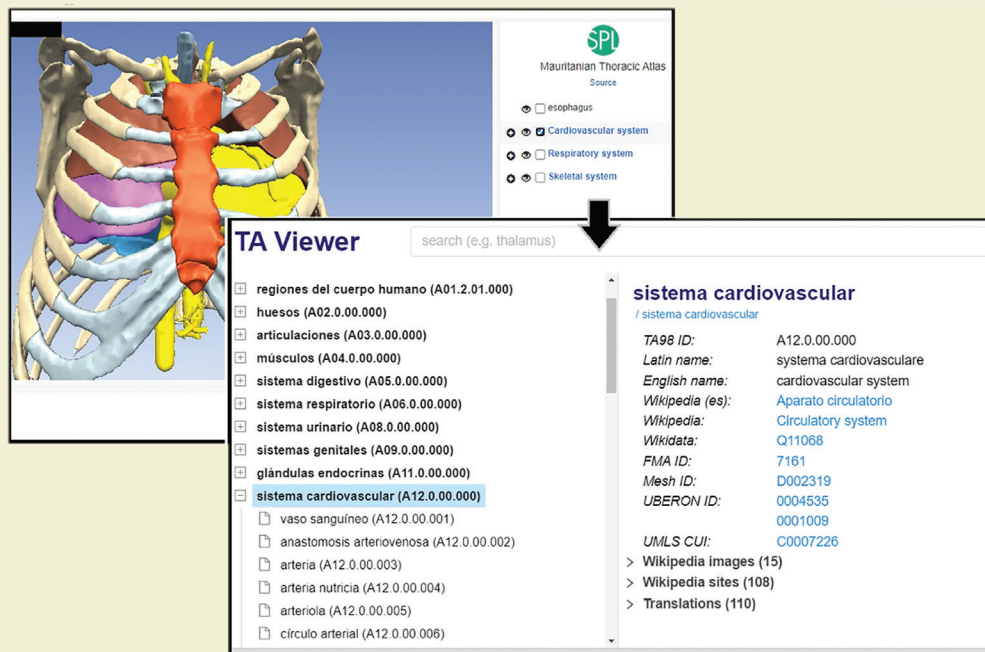 SPL
Mauritanian Thoracic Atlas
Source
esophagus
Cardiovascular system
Respiratory system
Skeletal system
TA Viewer
search (e.g. thalamus)
regiones del cuerpo humano (A01.2.01.000)
huesos (A02.0.00.000)
articulaciones (A03.0.00.000)
músculos (A04.0.00.000)
sistema digestivo (A05.0.00.000)
sistema respiratorio (A06.0.00.000)
sistema urinario (A08.0.00.000)
sistemas genitales (A09.0.00.000)
glándulas endocrinas (A11.0.00.000)
sistema cardiovascular (A12.0.00.000)
vaso sanguíneo (A12.0.00.001)
anastomosis arteriovenosa (A12.0.00.002)
arteria (A12.0.00.003)
arteria nutricia (A12.0.00.004)
arteriola (A12.0.00.005)
círculo arterial (A12.0.00.006)
sistema cardiovascular
/ sistema cardiovascular
TA98 ID: A12.0.00.000
Latin name: systema cardiovasculare
English name: cardiovascular system
Wikipedia (es): Aparato circulatorio
Wikipedia: Circulatory system
Wikidata: Q11068
FMA ID: 7161
Mesh ID: D002319
UBERON ID: 0004535
0001009
UMLS CUI: C0007226
Wikipedia images (15)
Wikipedia sites (108)
Translations (110)